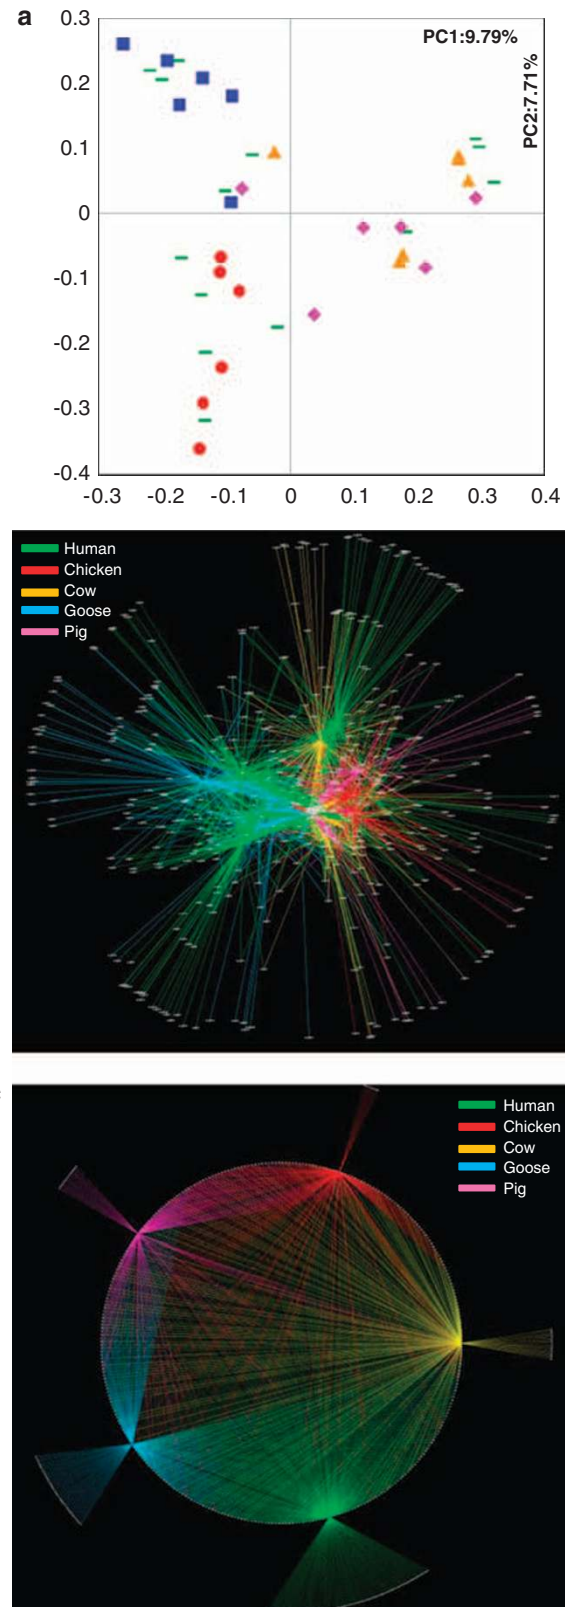 a
PC1:9.79%
PC2:7.71%
0.3
0.2
0.1
0
-0.1
-0.2
-0.3
-0.4
-0.3 -0.2 -0.1 0 0.1 0.2 0.3 0.4
Human
Chicken
Cow
Goose
Pig
Human
Chicken
Cow
Goose
Pig